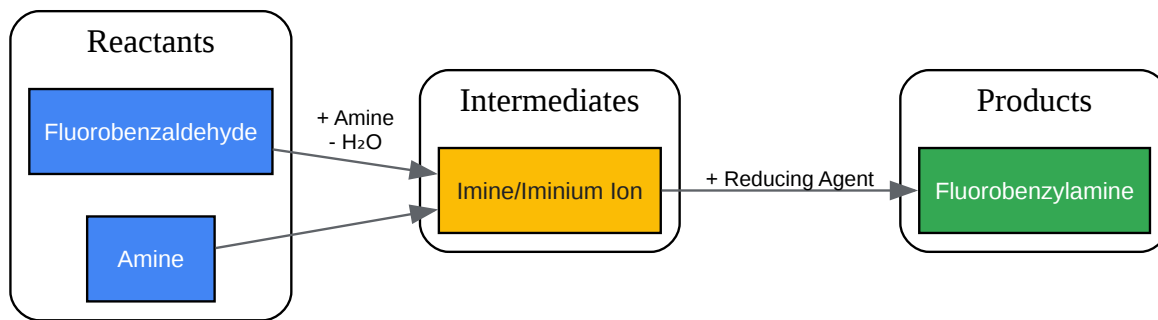 Reactants
Fluorobenzaldehyde
Amine
+ Amine
- H₂O
Intermediates
Imine/Iminium Ion
+ Reducing Agent
Products
Fluorobenzylamine